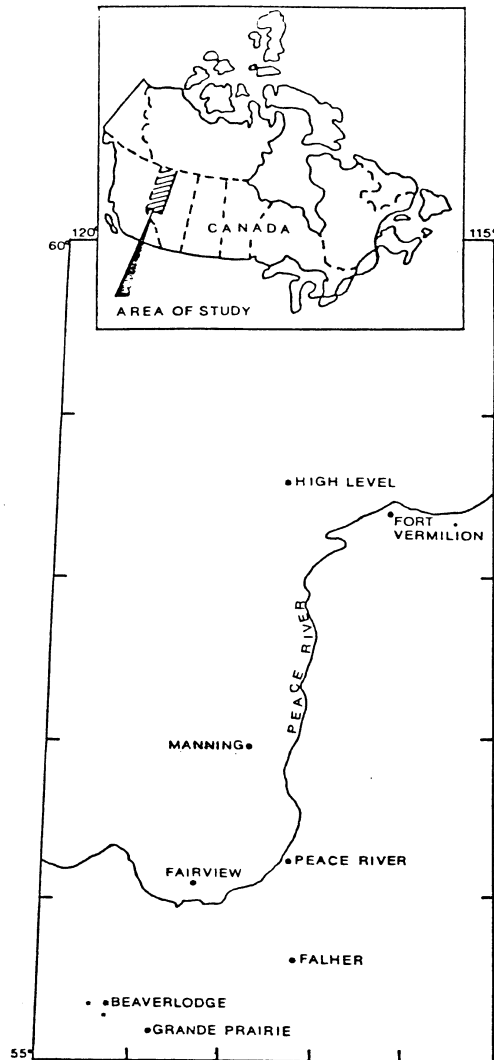 CANADA
AREA OF STUDY
60° 120° 115°
HIGH LEVEL
FORT
VERMILION
PEACE RIVER
MANNING
PEACE RIVER
FAIRVIEW
FALHER
BEAVERLODGE
GRANDE PRAIRIE
55°